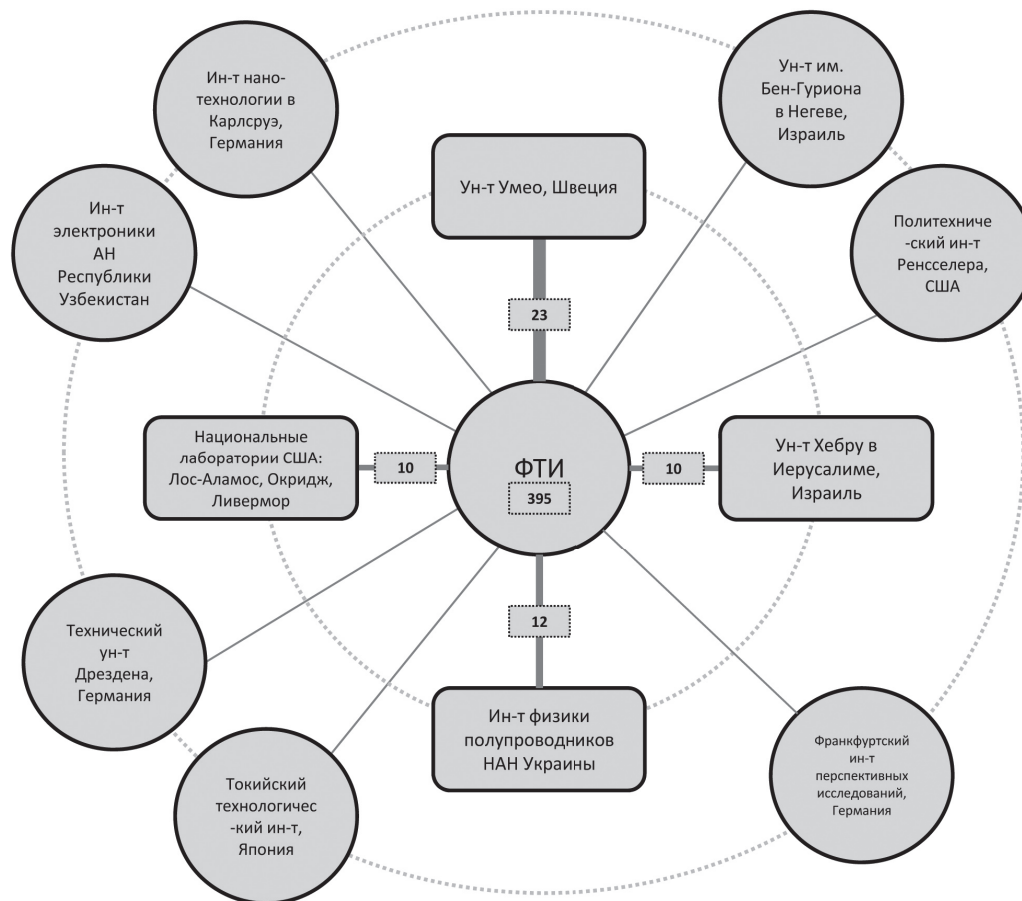 Ин-т нано-
технологии в
Карлсруэ,
Германия
Ун-т им.
Бен-Гуриона
в Негеве,
Израиль
Ун-т Умео, Швеция
Ин-т
электроники
АН
Республики
Узбекистан
Политехниче
-ский ин-т
Ренсселера,
США
23
Национальные
лаборатории США:
Лос-Аламос, Окридж,
Ливермор
10
ФТИ
395
10
Ун-т Хебру в
Иерусалиме,
Израиль
12
Технический
ун-т
Дрездена,
Германия
Ин-т физики
полупроводников
НАН Украины
Токийский
технологичес
-кий ин-т,
Япония
Франкфуртский
ин-т
перспективных
исследований,
Германия